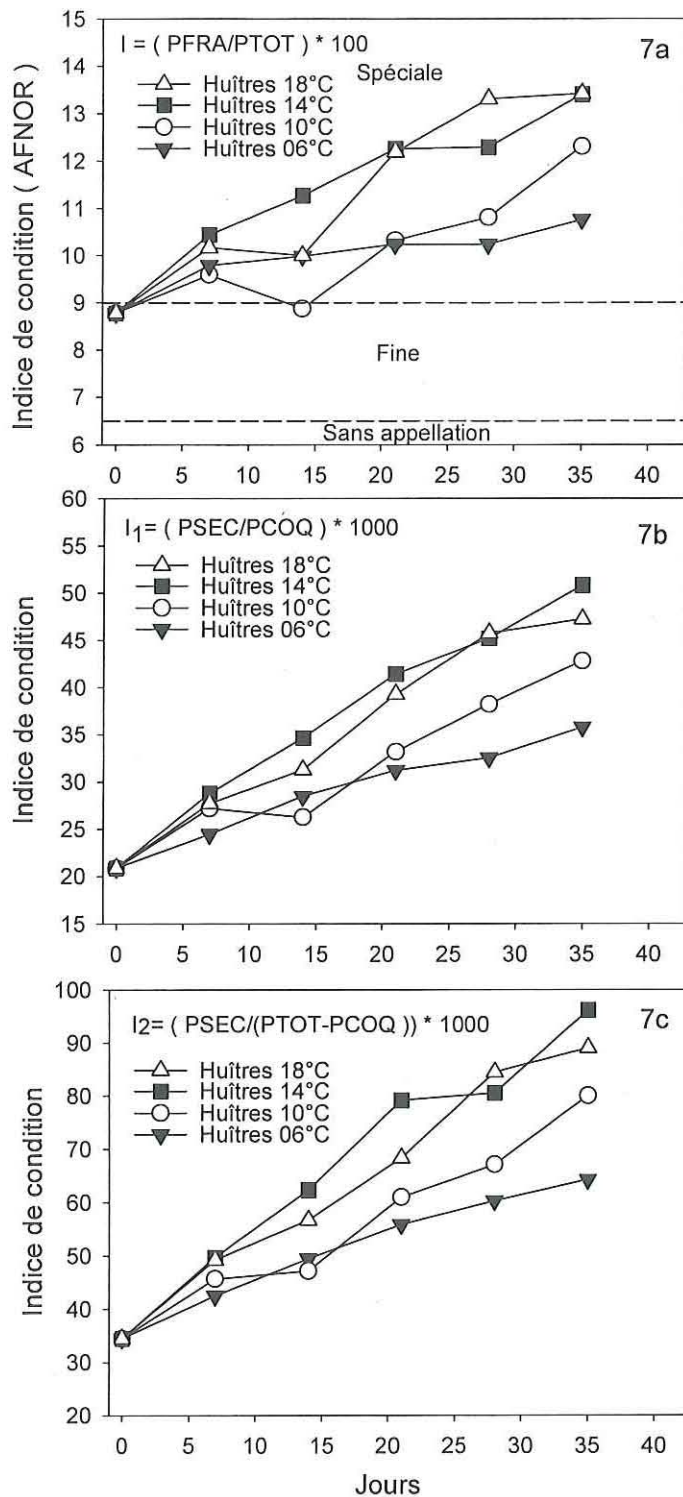 15
I = ( PFRA/PTOT ) * 100
7a
14
Huîtres 18°C
Spéciale
13
Huîtres 14°C
Huîtres 10°C
12
Huîtres 06°C
11
10
9
8
Fine
7
Sans appellation
6
Indice de condition ( AFNOR )
0 5 10 15 20 25 30 35 40
60
I1= ( PSEC/PCOQ ) * 1000
7b
55
Huîtres 18°C
50
Huîtres 14°C
45
Huîtres 10°C
Huîtres 06°C
40
35
30
25
20
15
Indice de condition
0 5 10 15 20 25 30 35 40
100
I2= ( PSEC/(PTOT-PCOQ )) * 1000
7c
90
Huîtres 18°C
Huîtres 14°C
80
Huîtres 10°C
Huîtres 06°C
70
60
50
40
30
20
Indice de condition
0 5 10 15 20 25 30 35 40
Jours